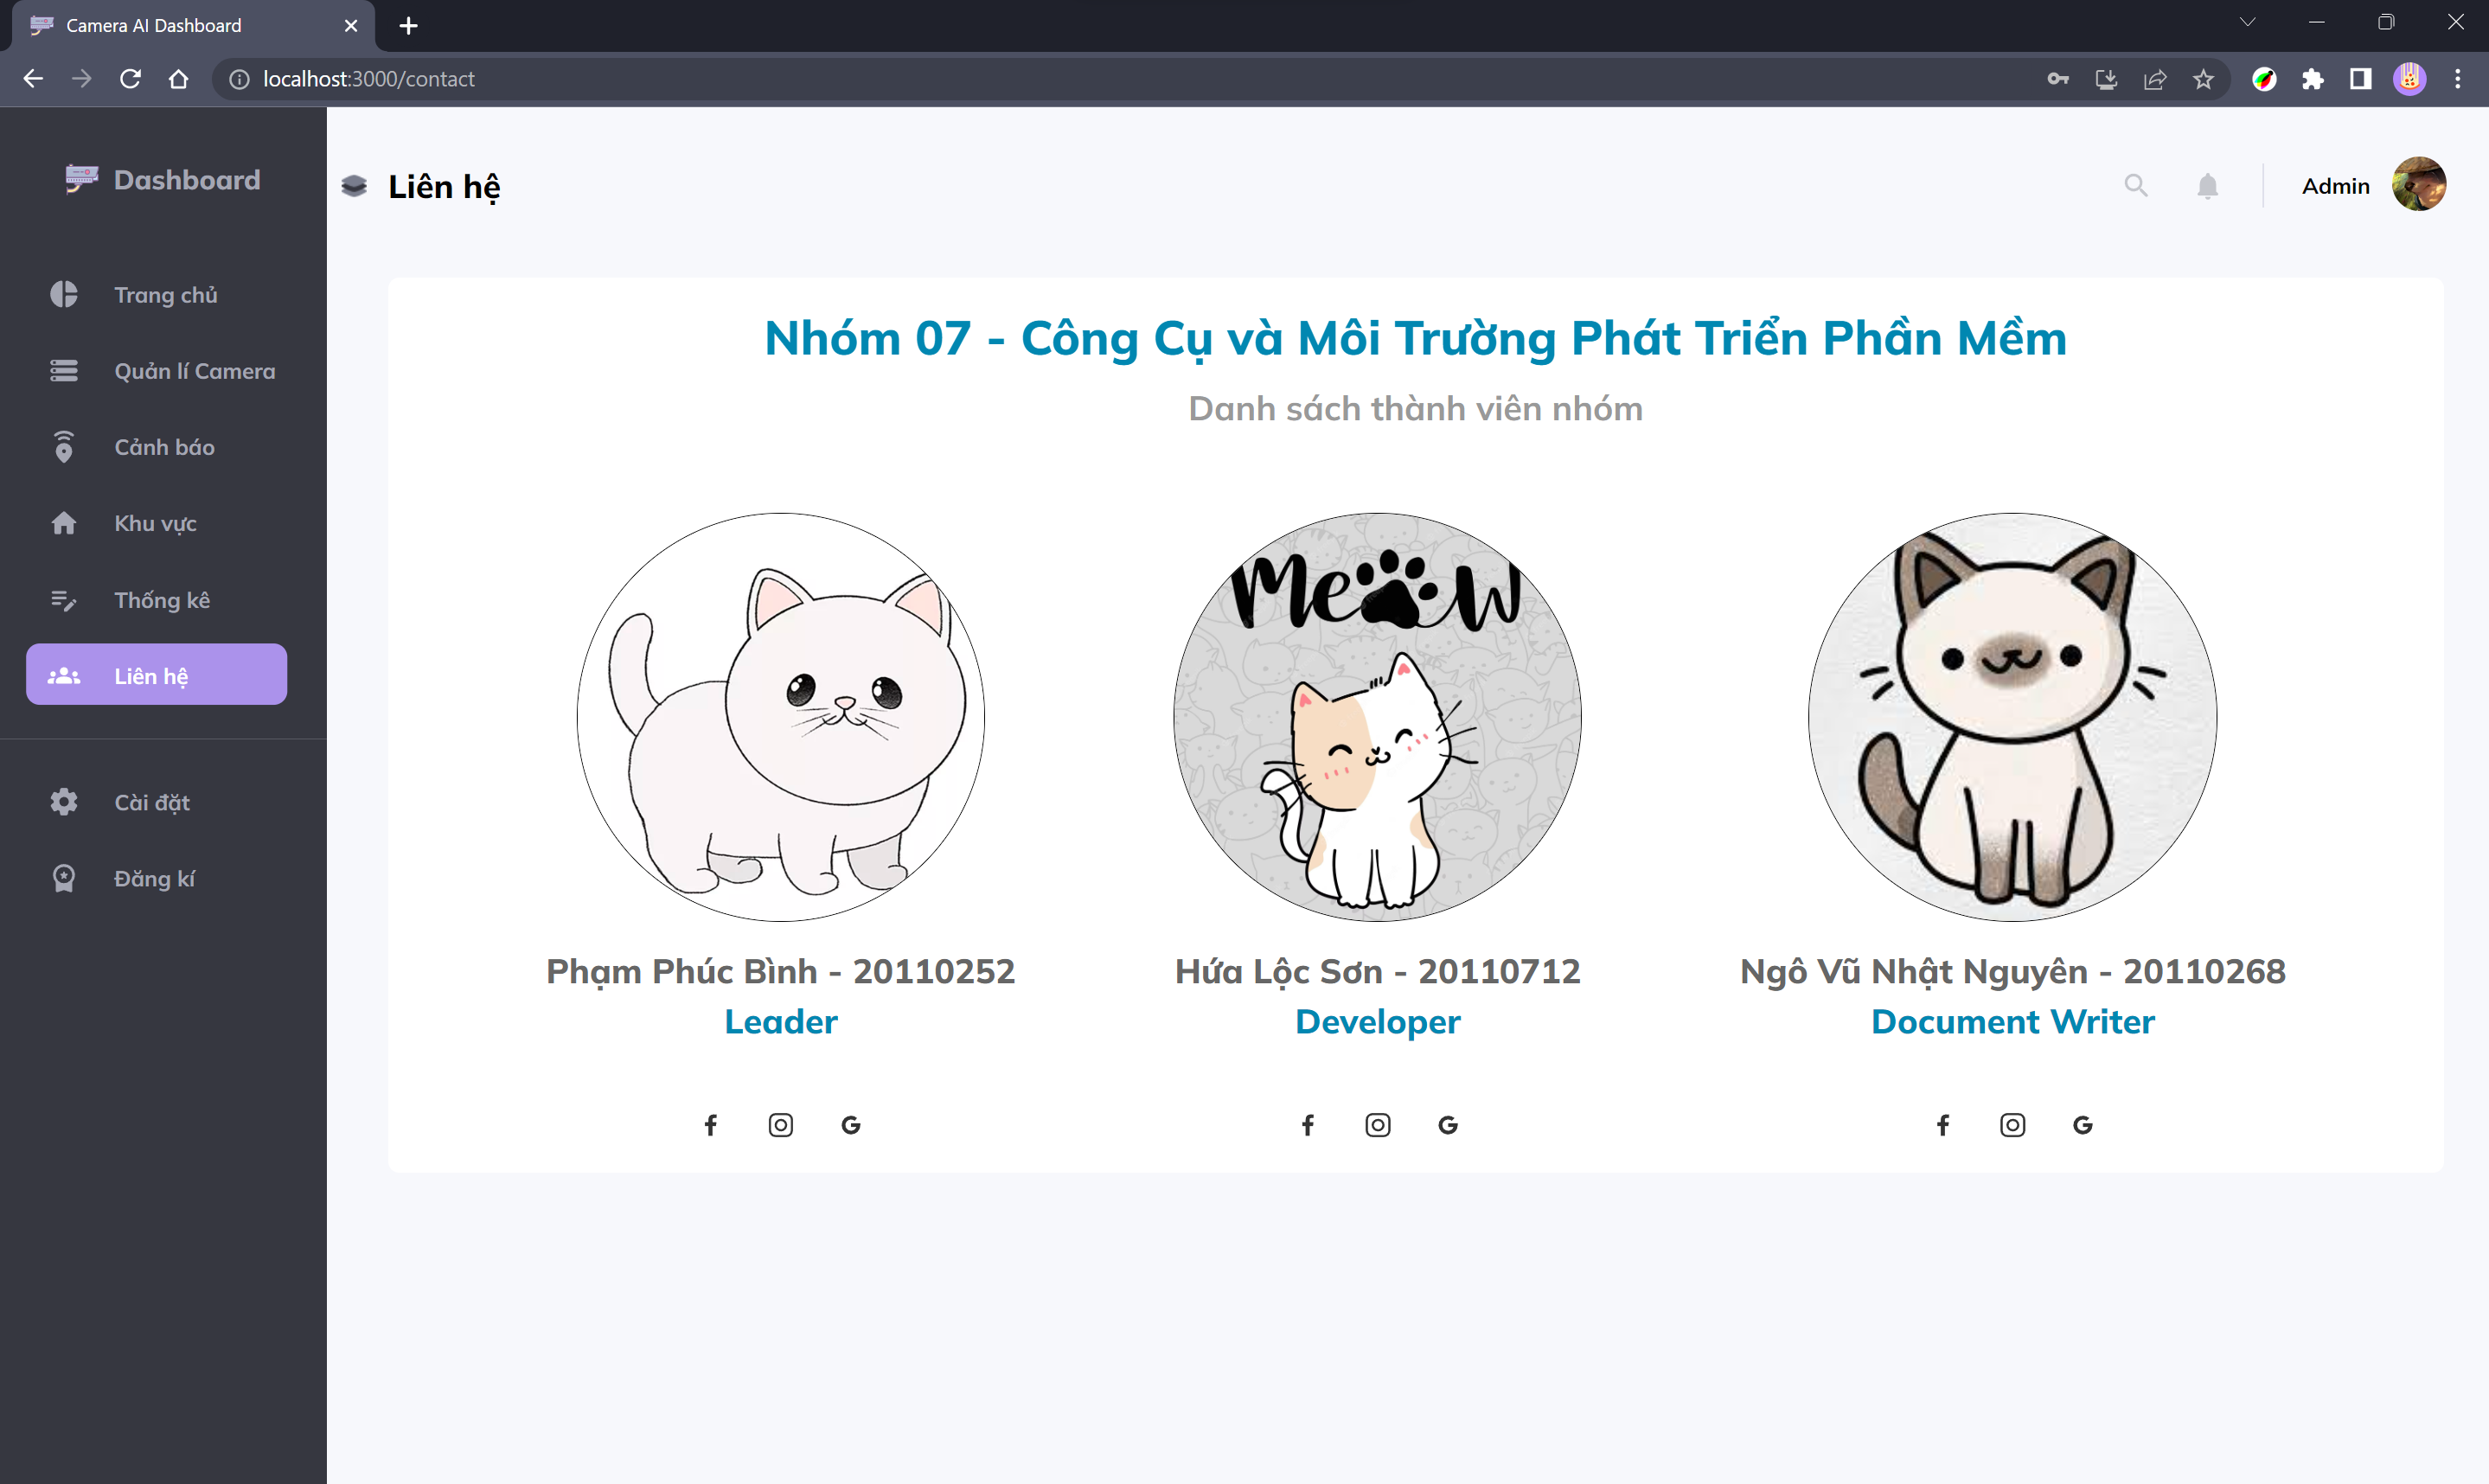 Camera AI Dashboard
localhost:3000/contact
Dashboard
Liên hệ
Admin
Trang chủ
Quản lí Camera
Cảnh báo
Khu vực
Thống kê
Liên hệ
Cài đặt
Đăng kí
Nhóm 07 - Công Cụ và Môi Trường Phát Triển Phần Mềm
Danh sách thành viên nhóm
Meow
Phạm Phúc Bình - 20110252
Leader
Hứa Lộc Sơn - 20110712
Developer
Ngô Vũ Nhật Nguyên - 20110268
Document Writer